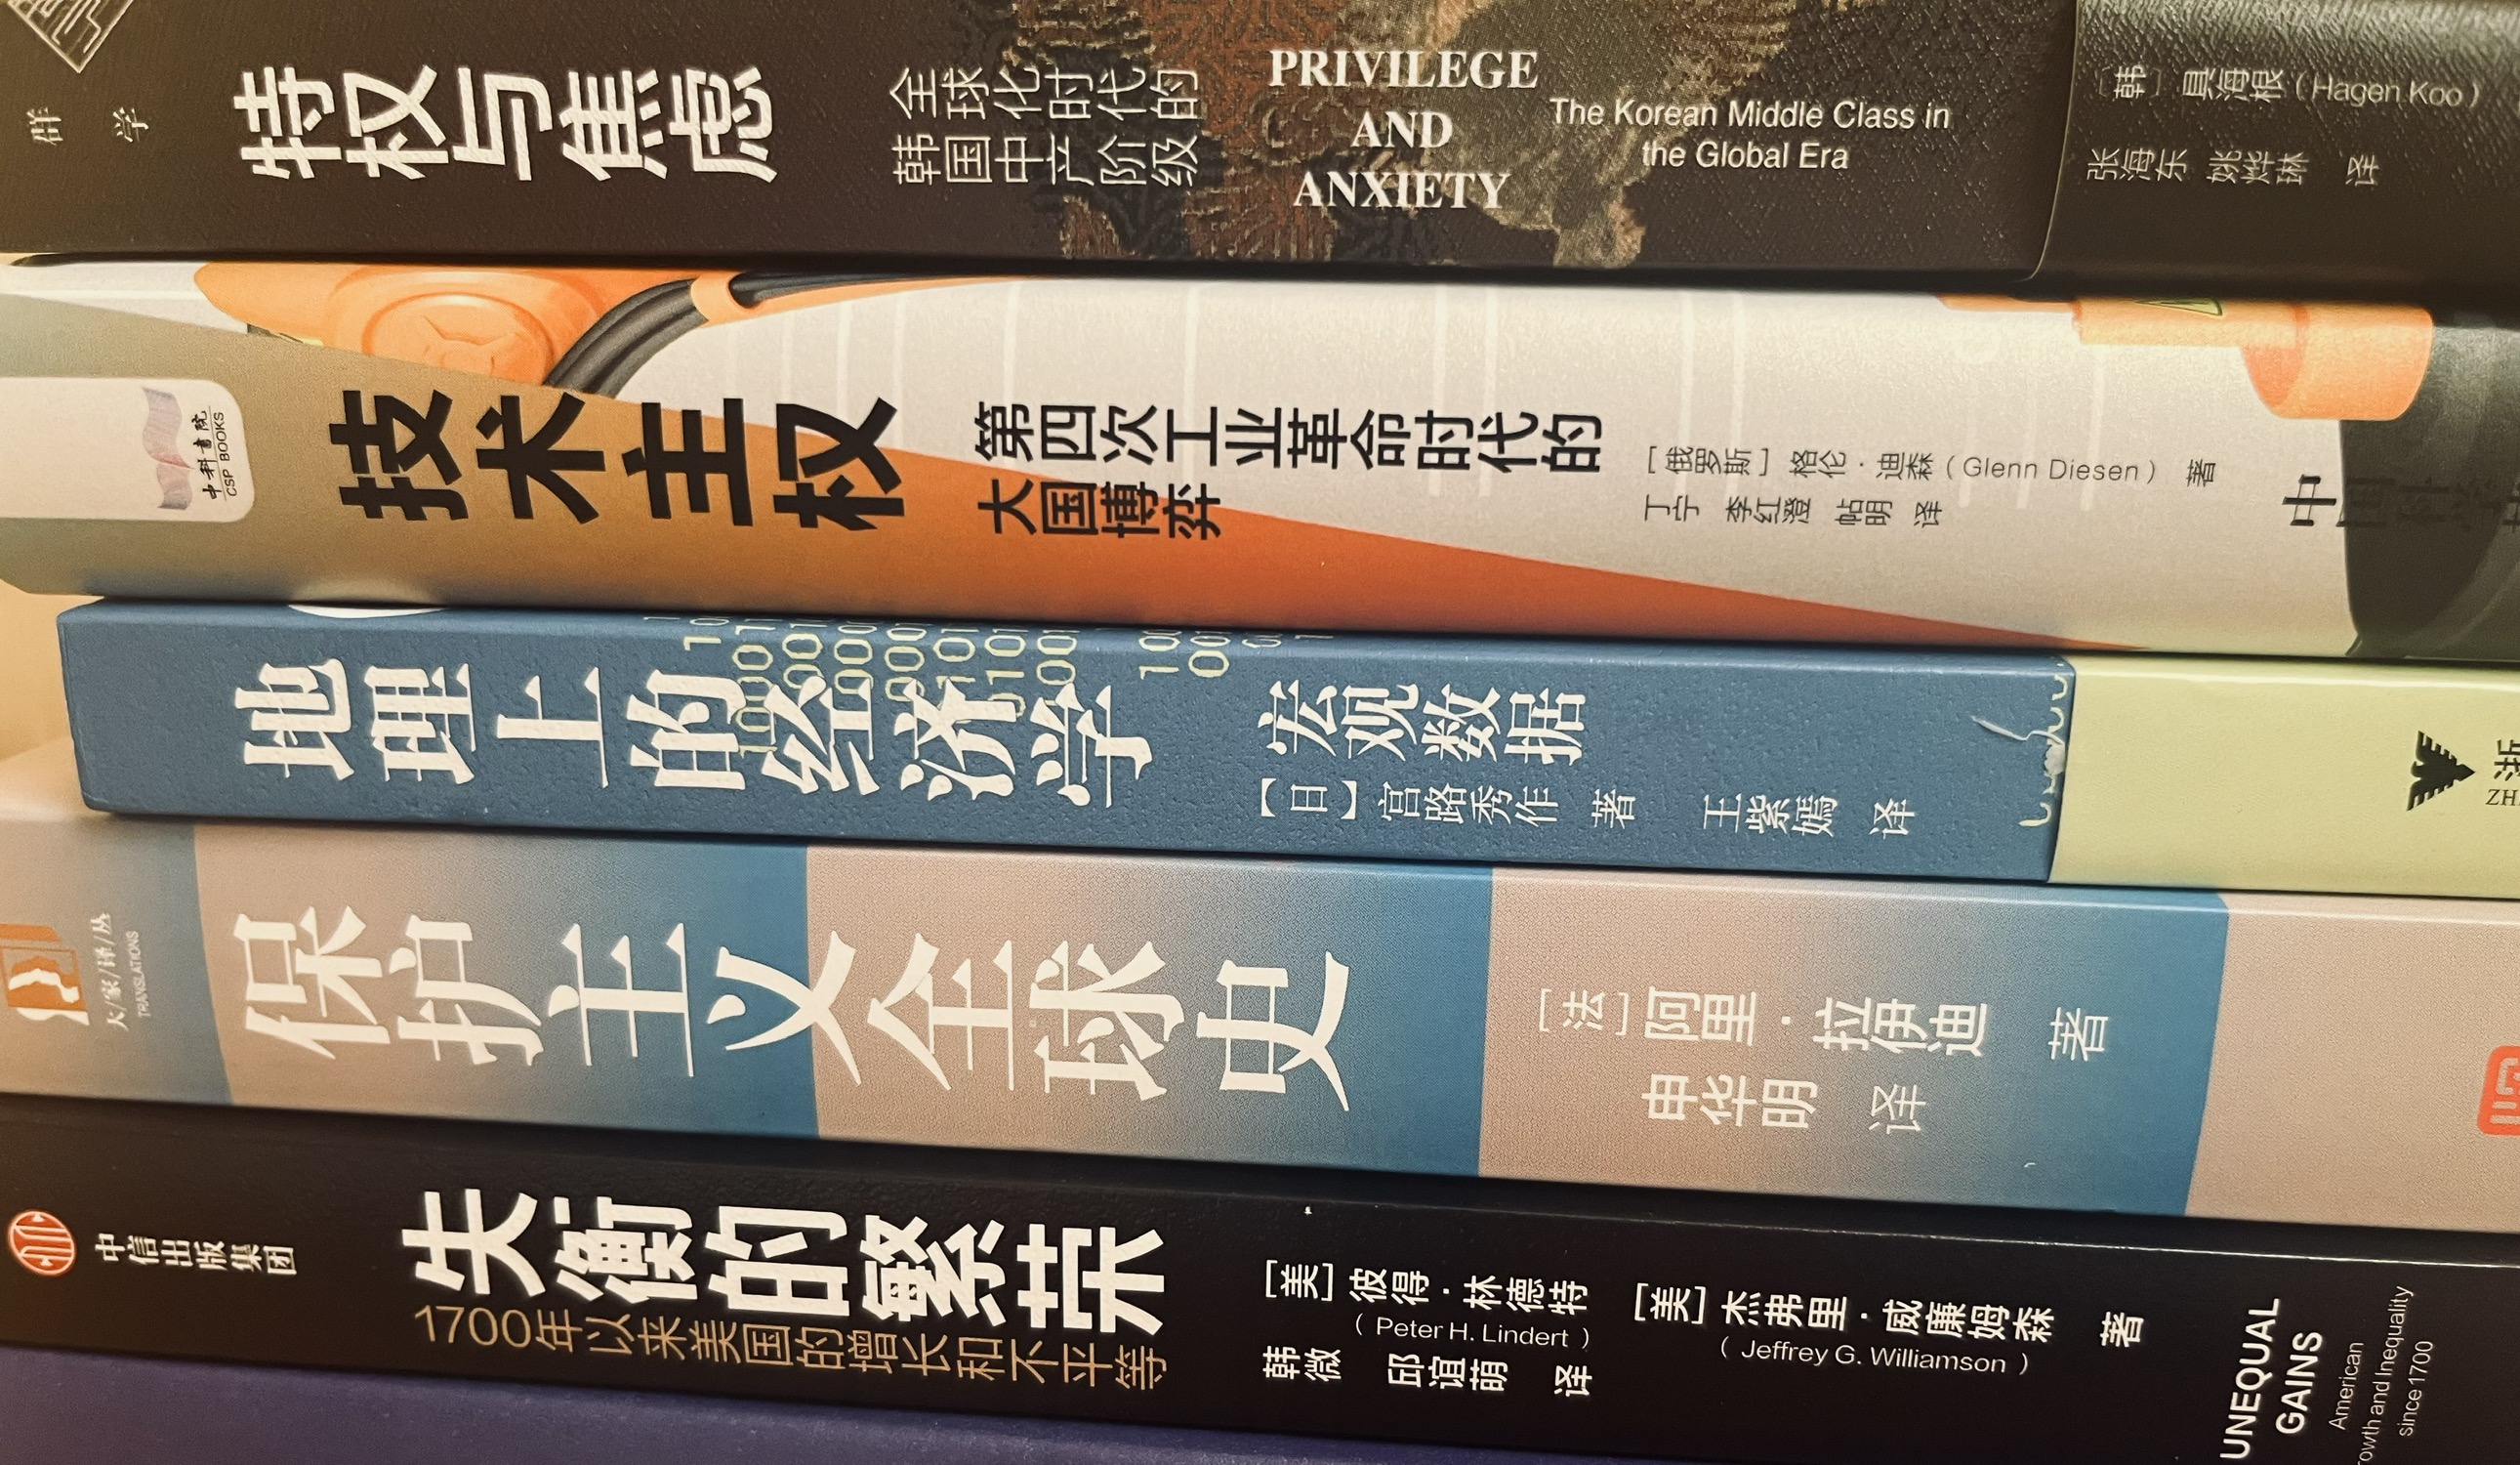 群学
特权与焦虑
全球化时代的
韩国中产阶级
PRIVILEGE
AND
ANXIETY
The Korean Middle Class in
the Global Era
［韩］具海根（Hagen Koo）
张海东 姚烨琳 译
中科書院
CSP BOOKS
技术主权
第四次工业革命时代的
大国博弈
［俄罗斯］格伦·迪森（Glenn Diesen） 著
丁宁 李红澄 帖明 译
中
地理上的经济学
宏观数据
【日】宫路秀作 著 王紫嫣 译
浙
ZH
大/家/译/丛
TRANSLATIONS
保护主义全球史
［法］阿里·拉伊迪 著
申华明 译
中信出版集团
失衡的繁荣
1700年以来美国的增长和不平等
［美］彼得·林德特
（Peter H. Lindert）
［美］杰弗里·威廉姆森 著
（Jeffrey G. Williamson）
韩微 邱谊萌 译
UNEQUAL
GAINS
American
rowth and Inequality
since 1700